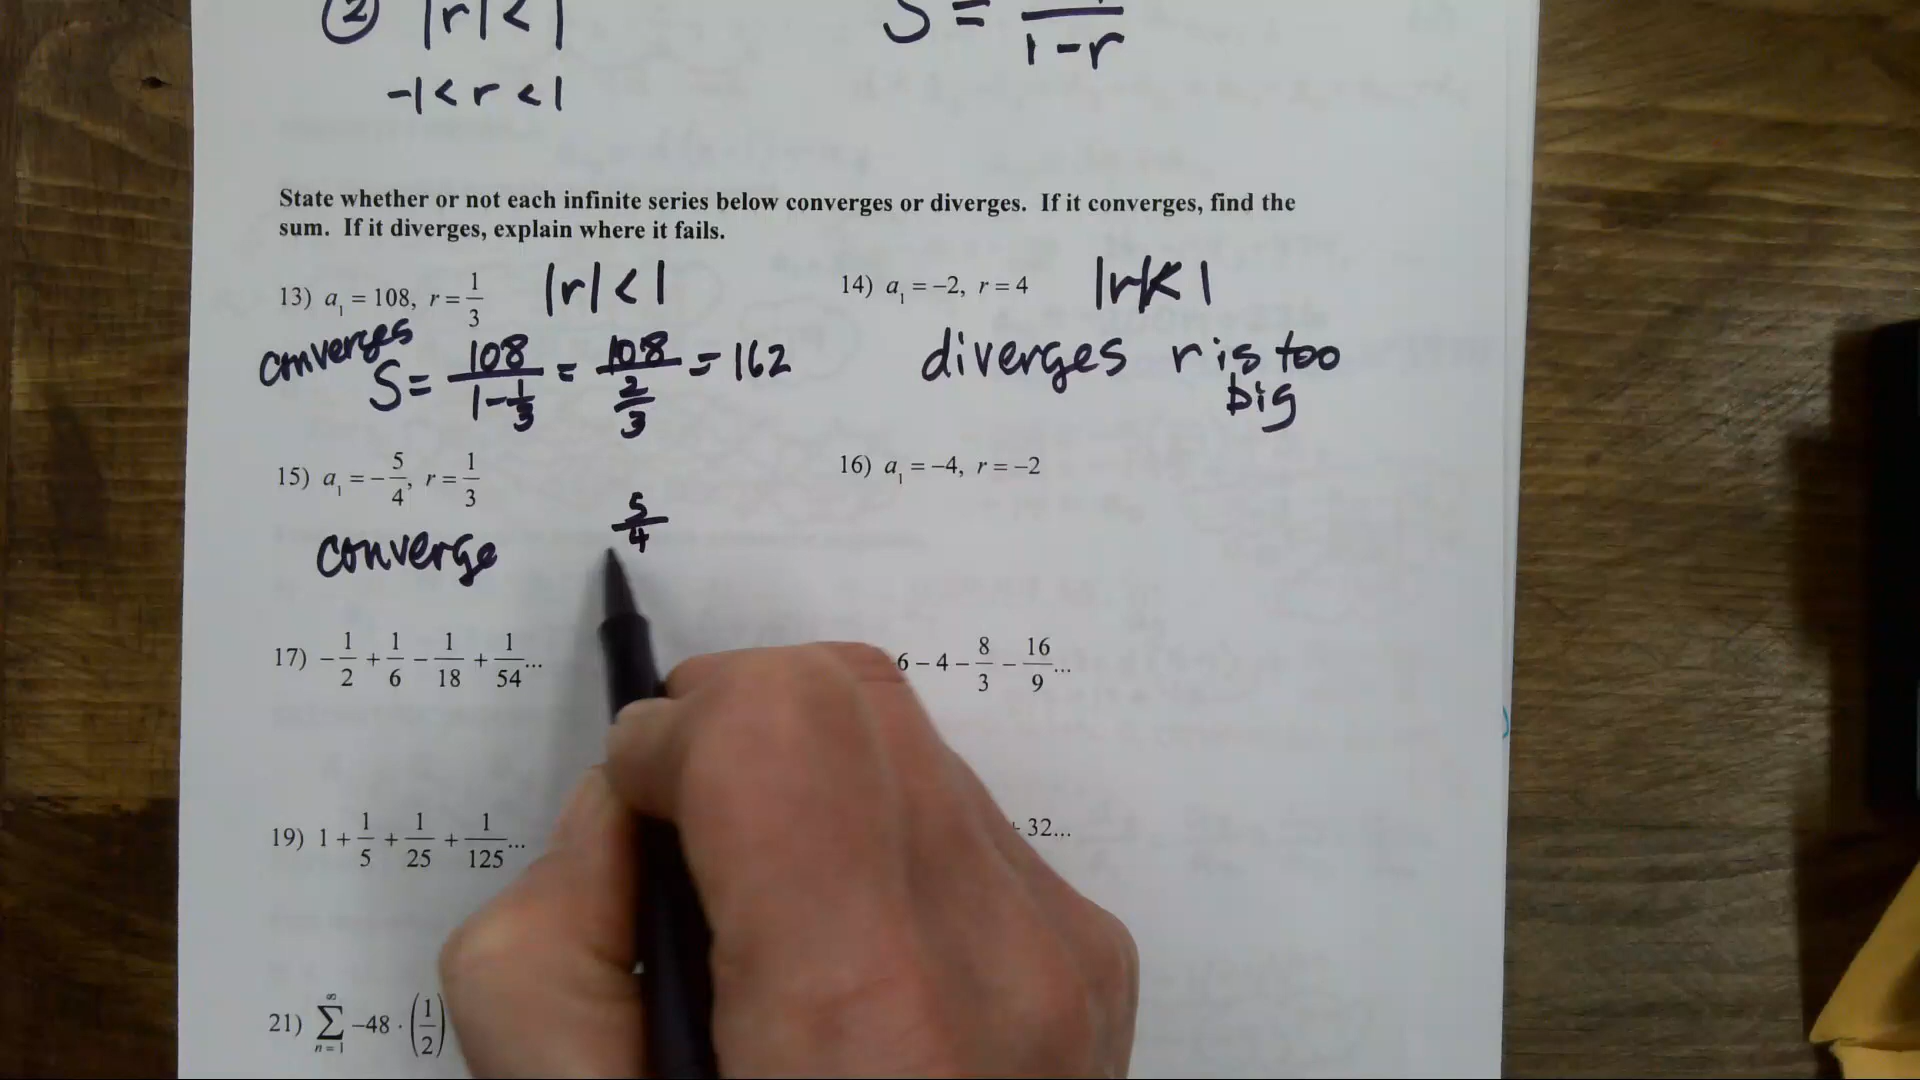 ② |r| < 1
S = 
1 - r
-1 < r < 1
State whether or not each infinite series below converges or diverges. If it converges, find the
sum. If it diverges, explain where it fails.
13) a₁ = 108, r = 1/3 |r| < 1
converges
S = 108/(1 - 1/3) = 108/(2/3) = 162
14) a₁ = -2, r = 4 |r| < 1
diverges r is too
big
15) a₁ = -5/4, r = 1/3
converge 5/4
16) a₁ = -4, r = -2
17) -1/2 + 1/6 - 1/18 + 1/54 ...
6 - 4 - 8/3 - 16/9 ...
19) 1 + 1/5 + 1/25 + 1/125 ...
32...
21) ∞ Σ n=1 -48 · (1/2)